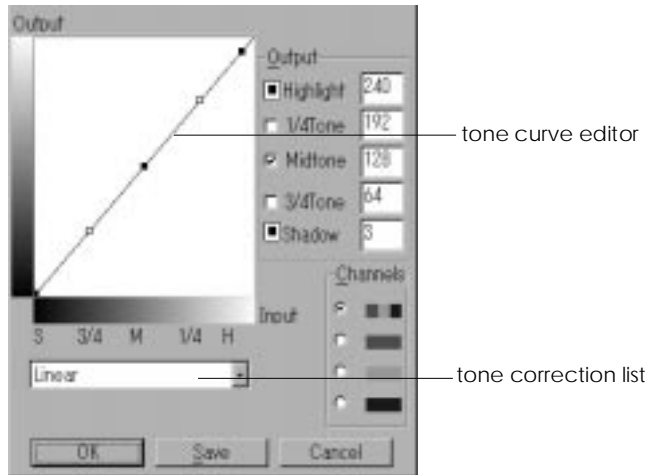 Output
Output
Highlight 240
1/4Tone 192
tone curve editor
Midtone 128
3/4Tone 64
Shadow 3
Channels
Input
S 3/4 M 1/4 H
Linear
tone correction list
OK Save Cancel